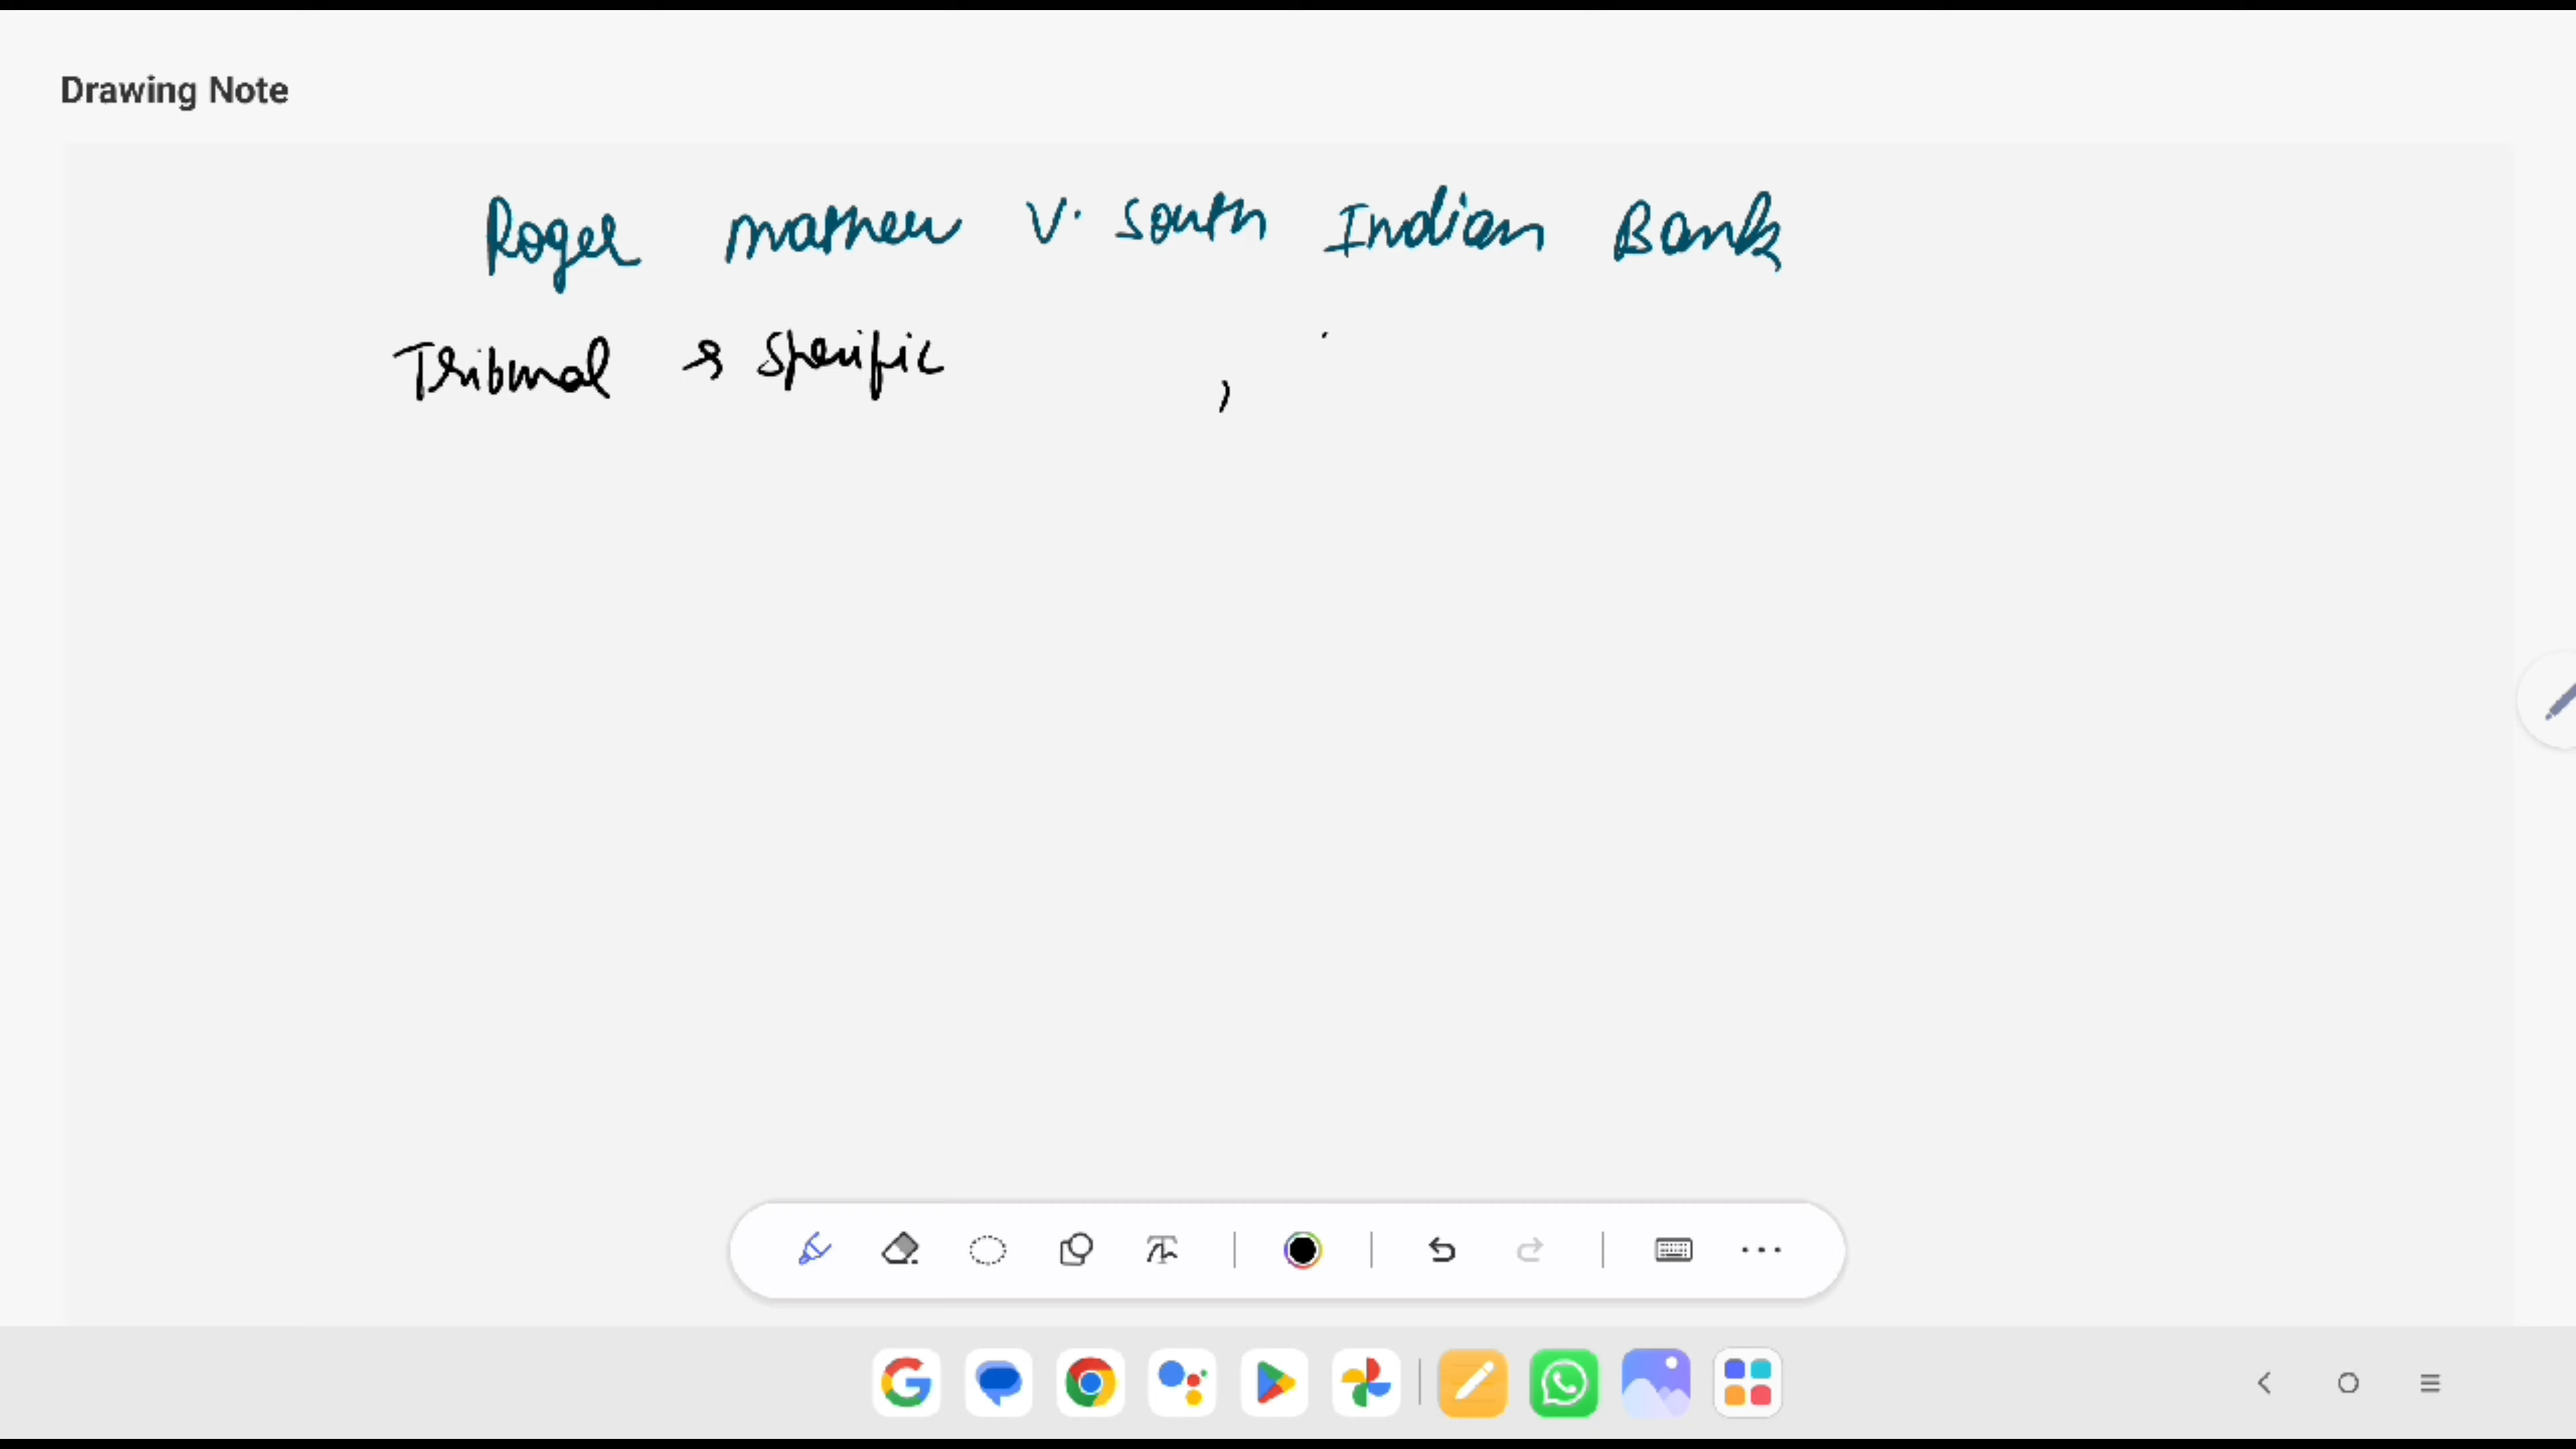 Drawing Note
Roger mathew V. South Indian Bank
Tribunal → Specific